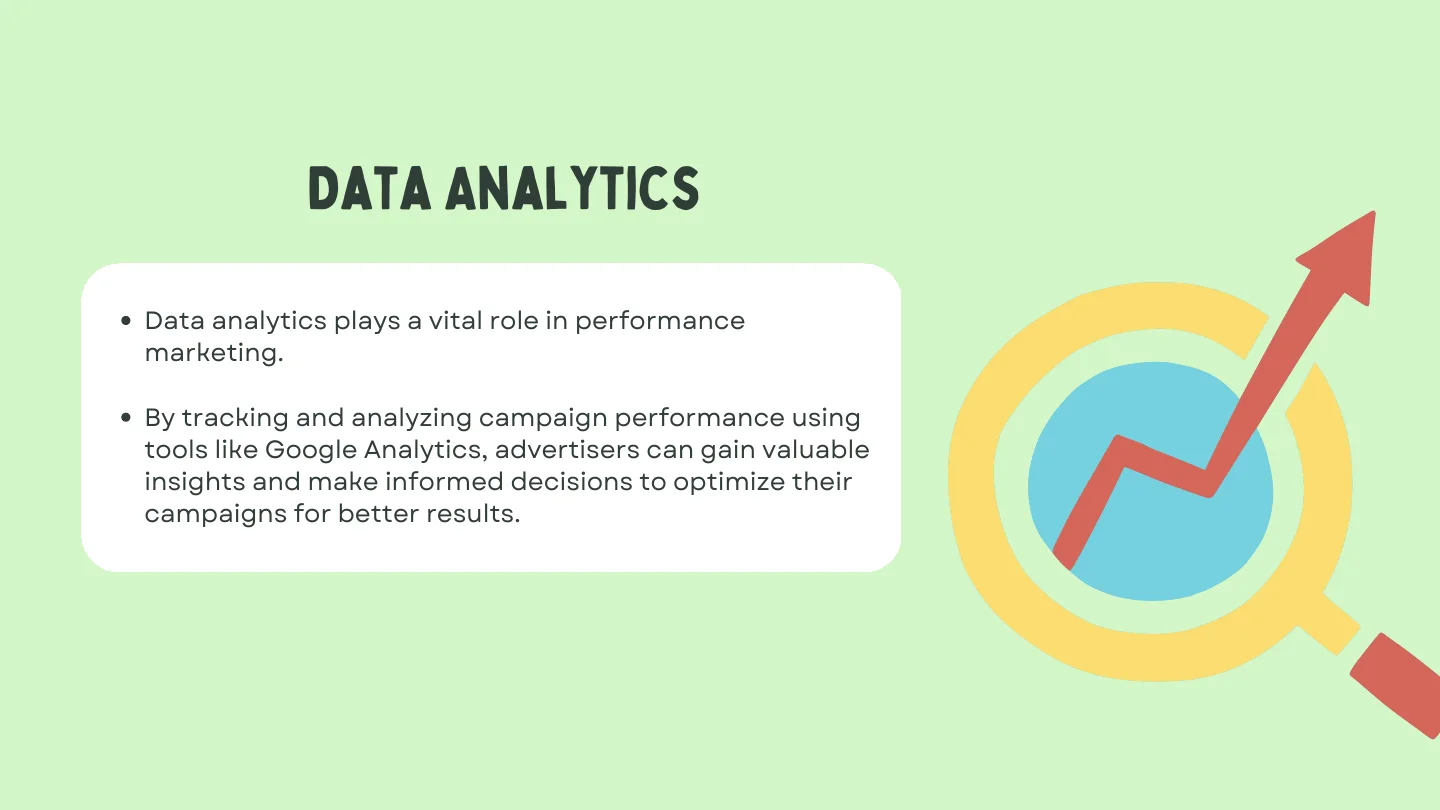 DATA ANALYTICS
• Data analytics plays a vital role in performance
marketing.
• By tracking and analyzing campaign performance using
tools like Google Analytics, advertisers can gain valuable
insights and make informed decisions to optimize their
campaigns for better results.